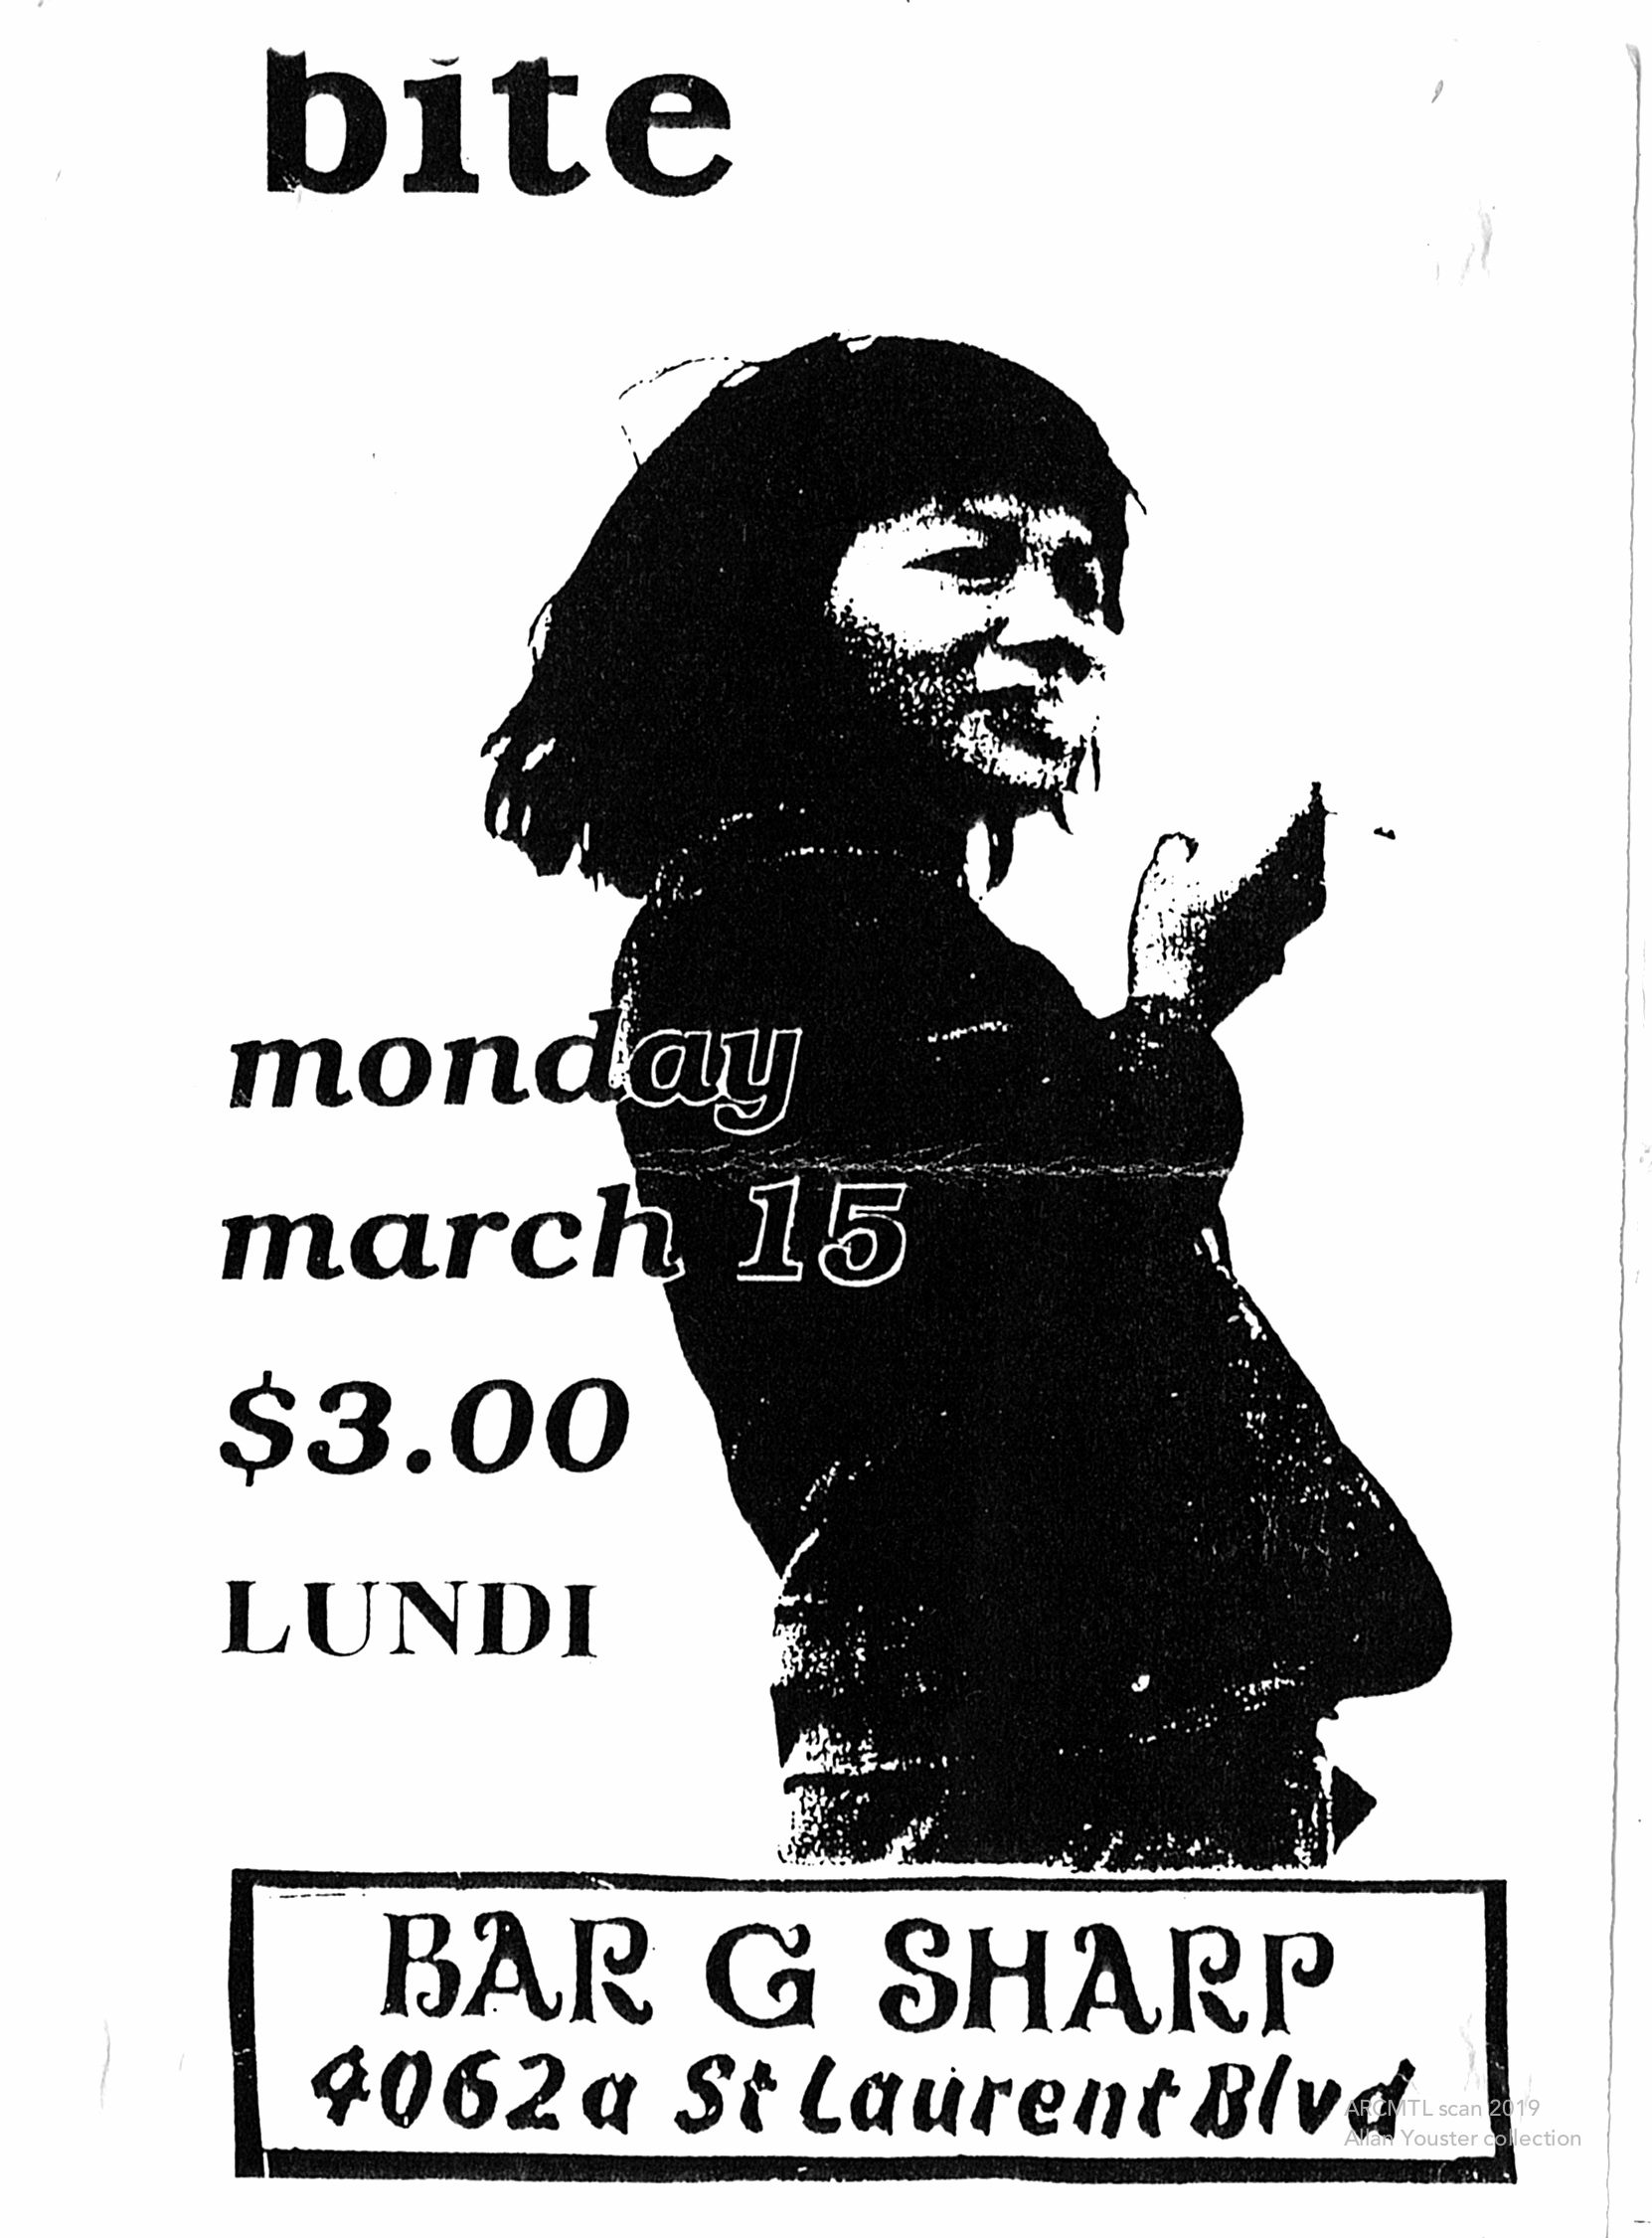 bite
monday
march 15
$3.00
LUNDI
BAR G SHARP
4062a St Laurent Blvd
ARCMTL scan 2019
Allan Youster collection